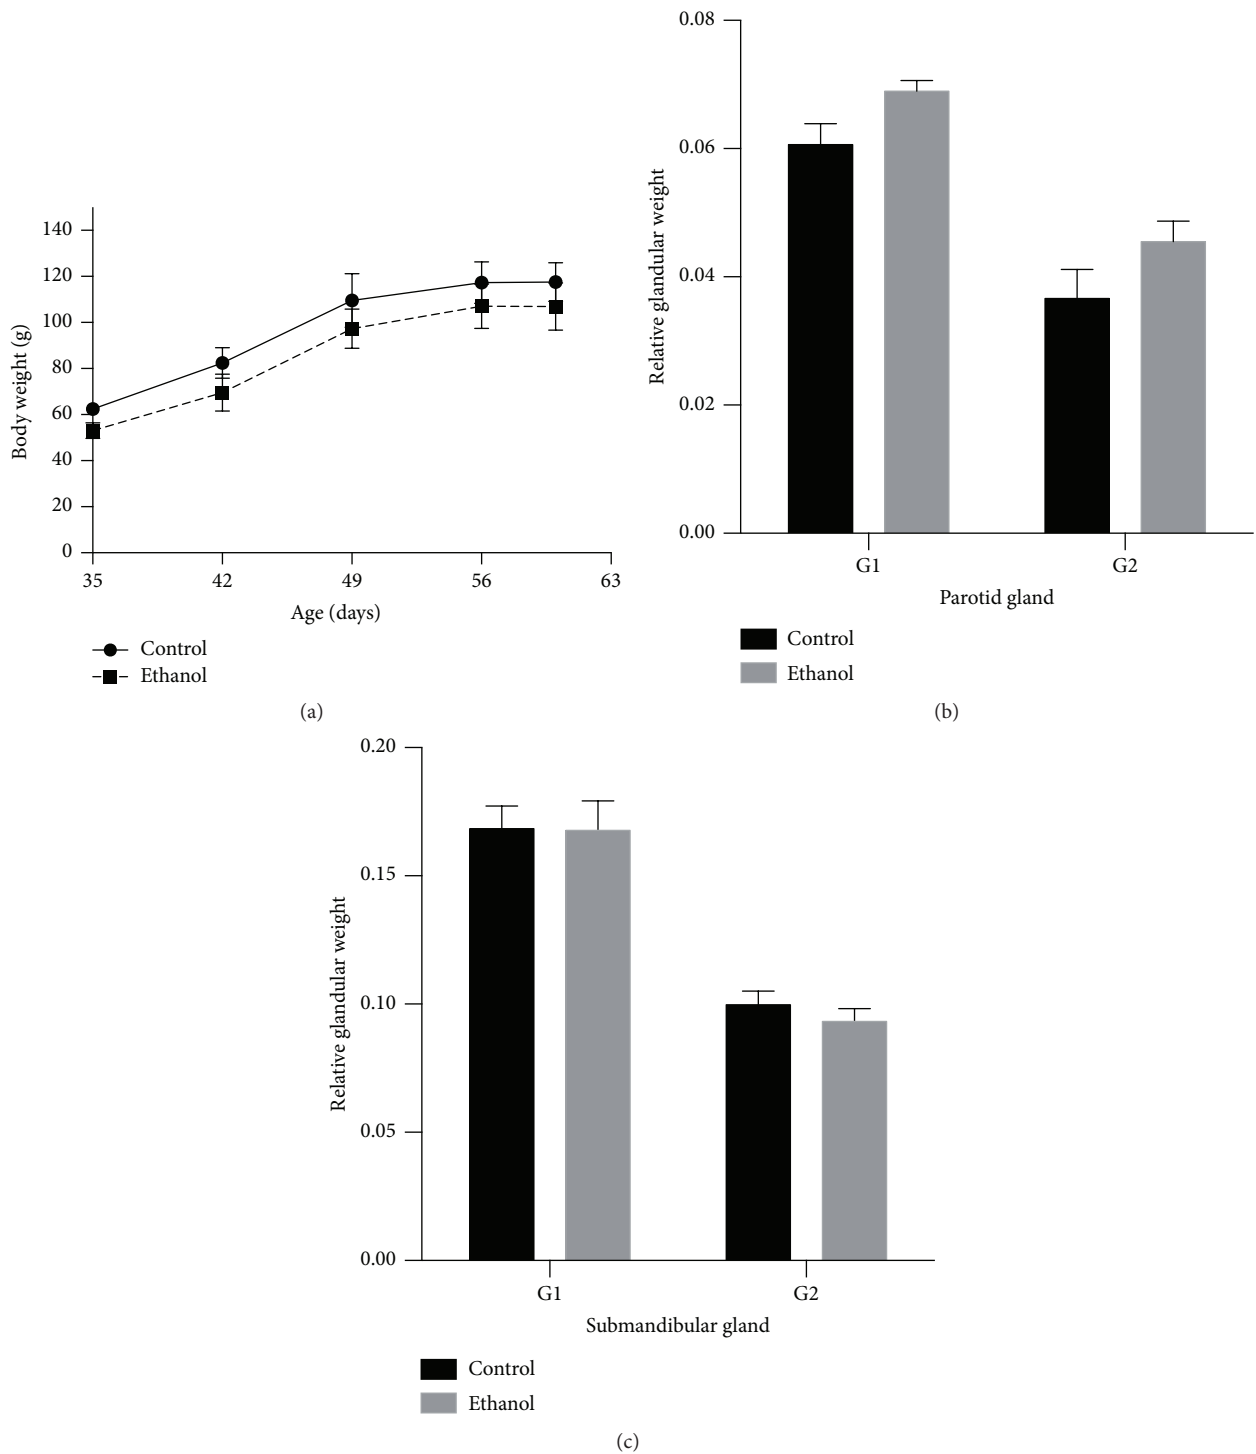 140
120
100
80
60
40
20
0
Body weight (g)
35 42 49 56 63
Age (days)
Control
Ethanol
(a)
0.08
0.06
0.04
0.02
0.00
Relative glandular weight
G1 G2
Parotid gland
Control
Ethanol
(b)
0.20
0.15
0.10
0.05
0.00
Relative glandular weight
G1 G2
Submandibular gland
Control
Ethanol
(c)